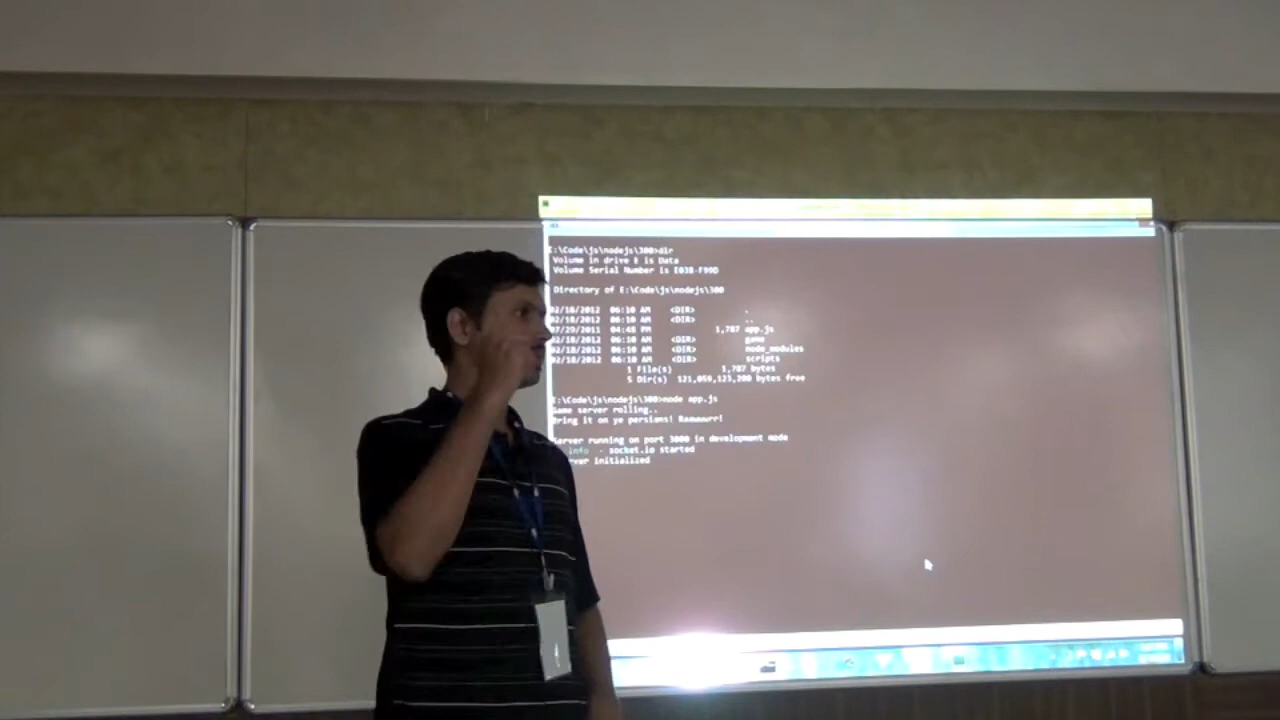 E:\Code\js\nodejs\300>dir
Volume in drive E is Data
Volume Serial Number is E03B-F99D
Directory of E:\Code\js\nodejs\300
02/18/2012 06:10 AM <DIR> .
02/18/2012 06:10 AM <DIR> ..
07/29/2011 04:48 PM 1,787 app.js
02/18/2012 06:10 AM <DIR> game
02/18/2012 06:10 AM <DIR> node_modules
02/18/2012 06:10 AM <DIR> scripts
1 File(s) 1,787 bytes
5 Dir(s) 121,059,123,200 bytes free
E:\Code\js\nodejs\300>node app.js
Game server rolling..
Bring it on ye persians!
Server running on port 3000 in development mode
info - socket.io started
rver initialized